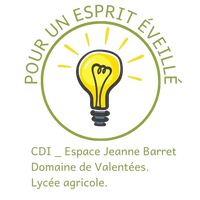 POUR UN ESPRIT ÉVEILLÉ
CDI _ Espace Jeanne Barret
Domaine de Valentées.
Lycée agricole.